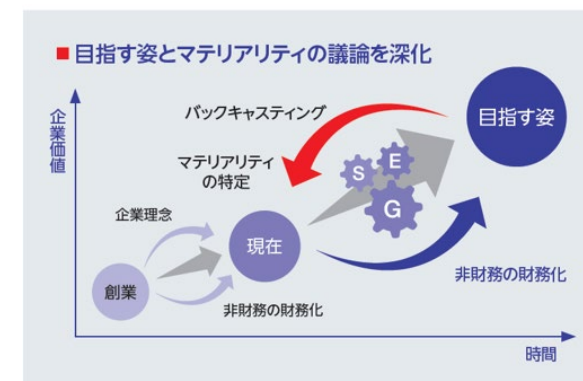 ■目指す姿とマテリアリティの議論を深化
企業価値
バックキャスティング
目指す姿
マテリアリティ
の特定
S
E
G
企業理念
現在
創業
非財務の財務化
非財務の財務化
時間